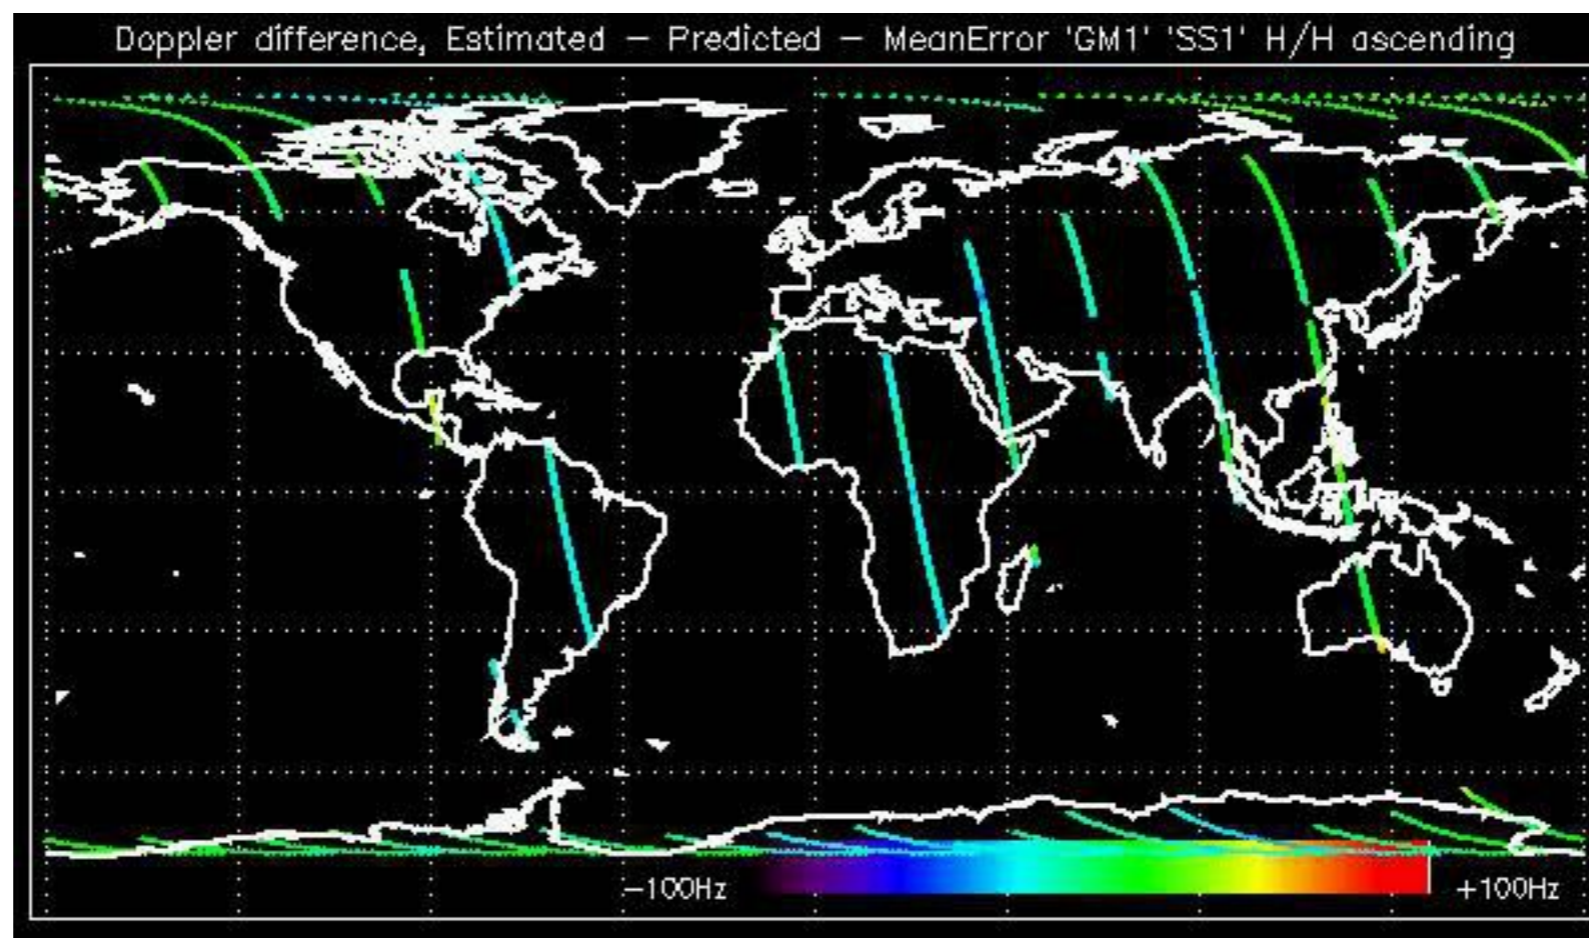 Doppler difference, Estimated – Predicted – MeanError 'GM1' 'SS1' H/H ascending
−100Hz +100Hz